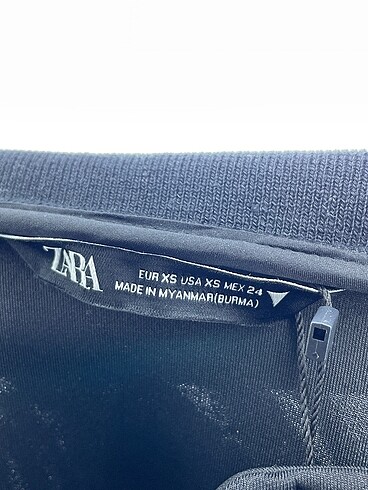 ZARA
EUR XS USA XS MEX 24
MADE IN MYANMAR(BURMA)